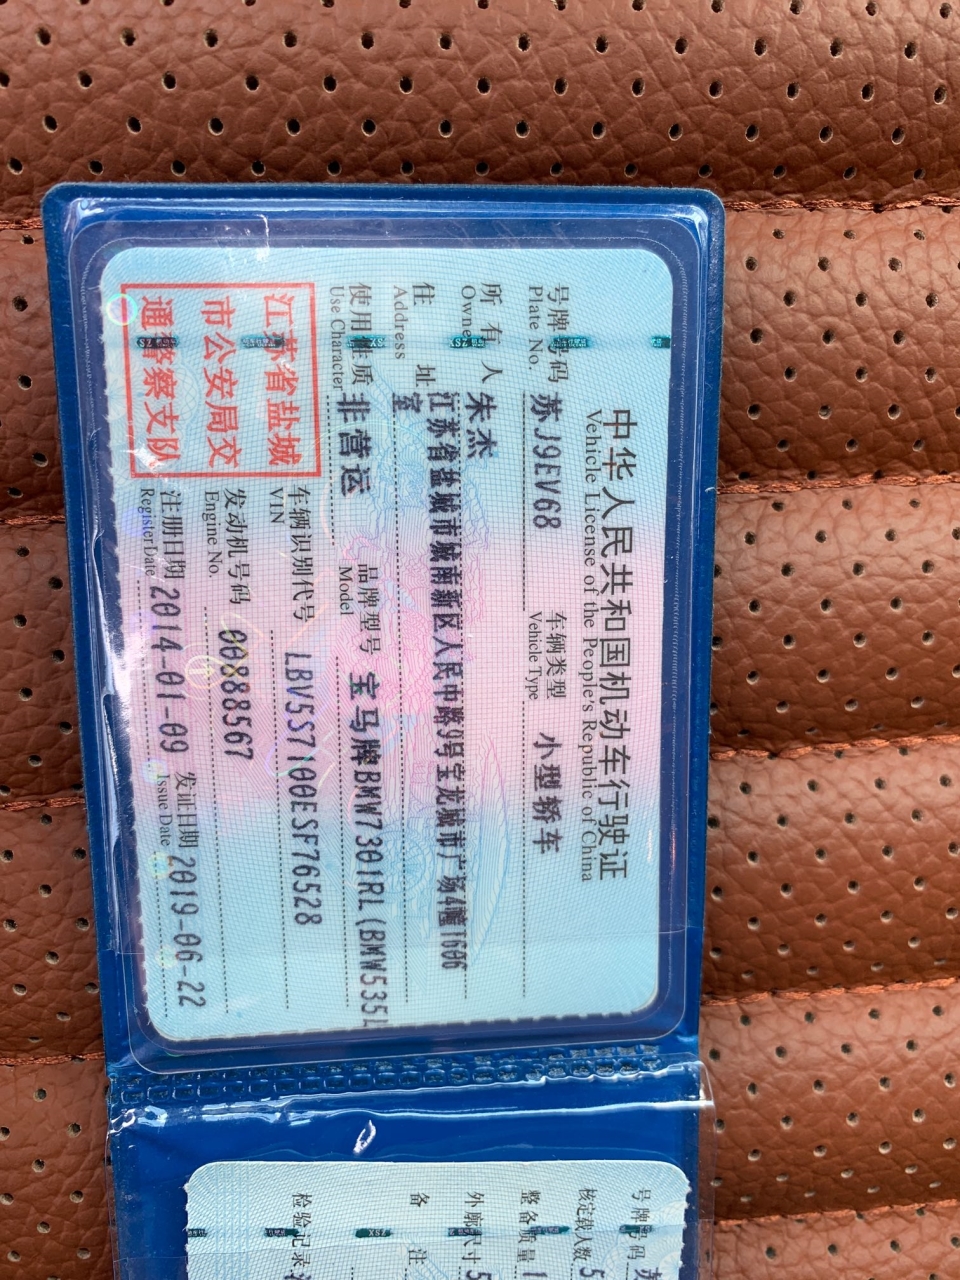 中华人民共和国机动车行驶证
Vehicle License of the People's Republic of China
号牌号码 苏J9EV68 车辆类型 小型轿车
Plate No. Vehicle Type
所有人 朱杰
Owner
住址 江苏省盐城市城南新区人民中路9号宝龙城市广场4幢1606
Address 室
使用性质 非营运 品牌型号 宝马牌BMW7301RL(BMW535L
Use Character Model
江苏省盐城
市公安局交
通警察支队
车辆识别代号 LBV5S7100ESF76528
VIN
发动机号码 00888567
Engine No.
注册日期 2014-01-09 发证日期 2019-06-22
Register Date Issue Date
号牌号码 苏
核定载人数 5
整备质量 1
外廓尺寸 5
备注
检验记录